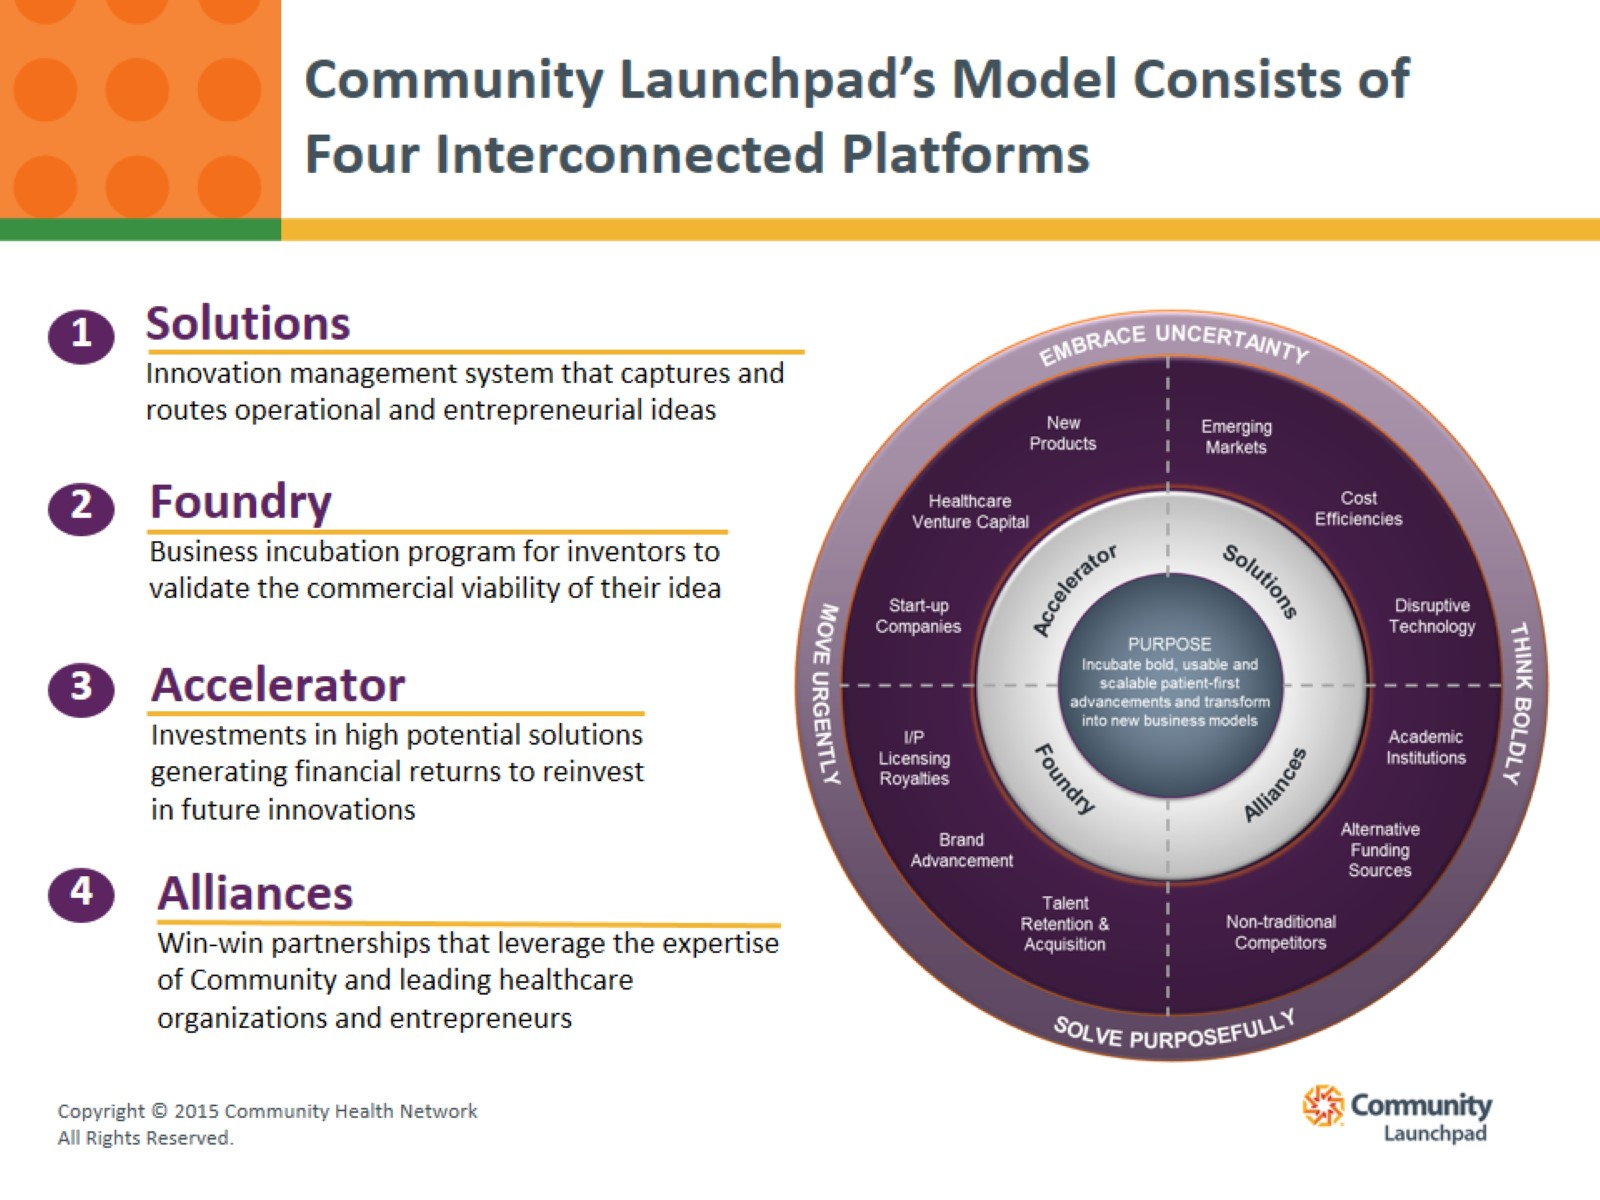 Community Launchpad’s Model Consists of
Four Interconnected Platforms
1
Solutions
Innovation management system that captures and
routes operational and entrepreneurial ideas
2
Foundry
Business incubation program for inventors to
validate the commercial viability of their idea
3
Accelerator
Investments in high potential solutions
generating financial returns to reinvest
in future innovations
4
Alliances
Win-win partnerships that leverage the expertise
of Community and leading healthcare
organizations and entrepreneurs
EMBRACE UNCERTAINTY
THINK BOLDLY
SOLVE PURPOSEFULLY
MOVE URGENTLY
New
Products
Healthcare
Venture Capital
Start-up
Companies
Emerging
Markets
Cost
Efficiencies
Disruptive
Technology
Accelerator
Solutions
PURPOSE
Incubate bold, usable and
scalable patient-first
advancements and transform
into new business models
Foundry
Alliances
I/P
Licensing
Royalties
Brand
Advancement
Talent
Retention &
Acquisition
Academic
Institutions
Alternative
Funding
Sources
Non-traditional
Competitors
Copyright © 2015 Community Health Network
All Rights Reserved.
Community
Launchpad